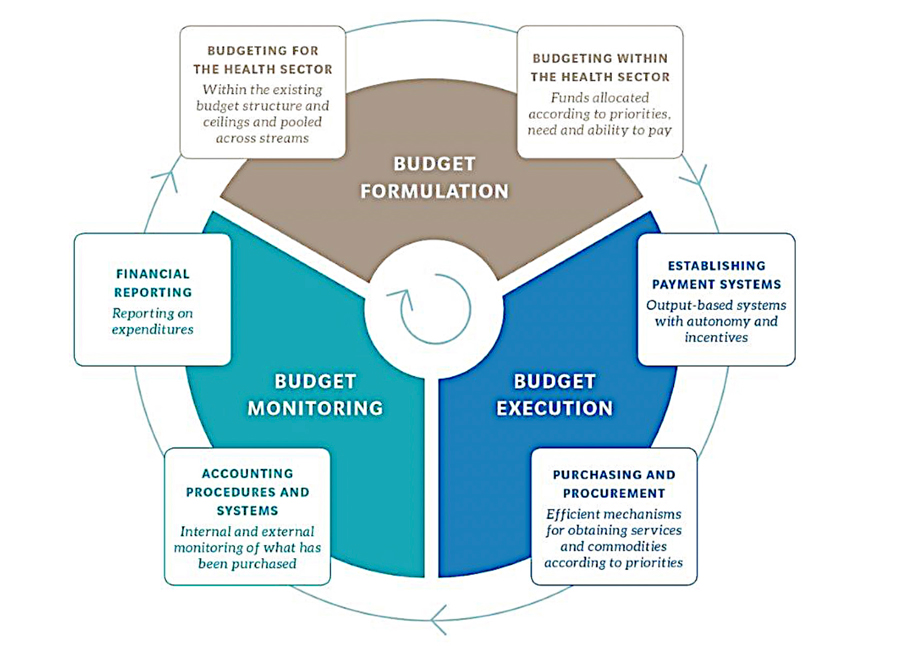 BUDGETING FOR
THE HEALTH SECTOR
Within the existing
budget structure and
ceilings and pooled
across streams
BUDGETING WITHIN
THE HEALTH SECTOR
Funds allocated
according to priorities,
need and ability to pay
BUDGET
FORMULATION
ESTABLISHING
PAYMENT SYSTEMS
Output-based systems
with autonomy and
incentives
BUDGET
EXECUTION
PURCHASING AND
PROCUREMENT
Efficient mechanisms
for obtaining services
and commodities
according to priorities
ACCOUNTING
PROCEDURES AND
SYSTEMS
Internal and external
monitoring of what has
been purchased
BUDGET
MONITORING
FINANCIAL
REPORTING
Reporting on
expenditures